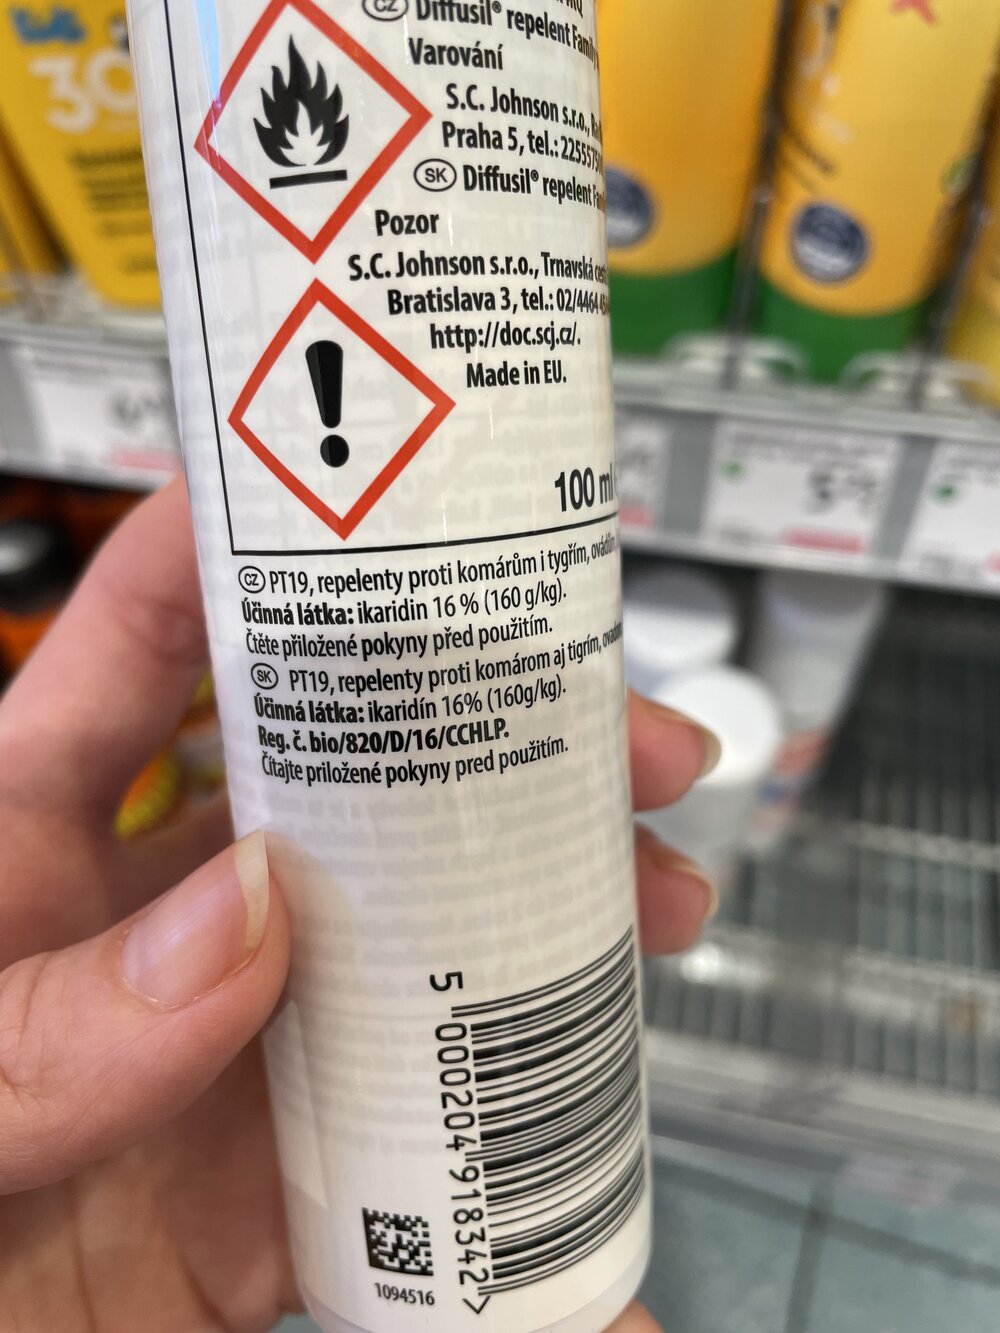 30
CZ Diffusil® repelent Family
Varování
S.C. Johnson s.r.o.,
Praha 5, tel.: 2255575
SK Diffusil® repelent
Pozor
S.C. Johnson s.r.o., Trnavská
Bratislava 3, tel.: 02/4464
http://doc.scj.cz/.
Made in EU.
100 ml
CZ PT19, repelenty proti komárům i tygřím,
Účinná látka: ikaridin 16 % (160 g/kg).
Čtěte přiložené pokyny před použitím.
SK PT19, repelenty proti komárom aj tigrím,
Účinná látka: ikaridín 16% (160g/kg).
Reg. č. bio/820/D/16/CCHLP.
Čítajte priložené pokyny pred použitím.
5 000204 918342 >
1094516